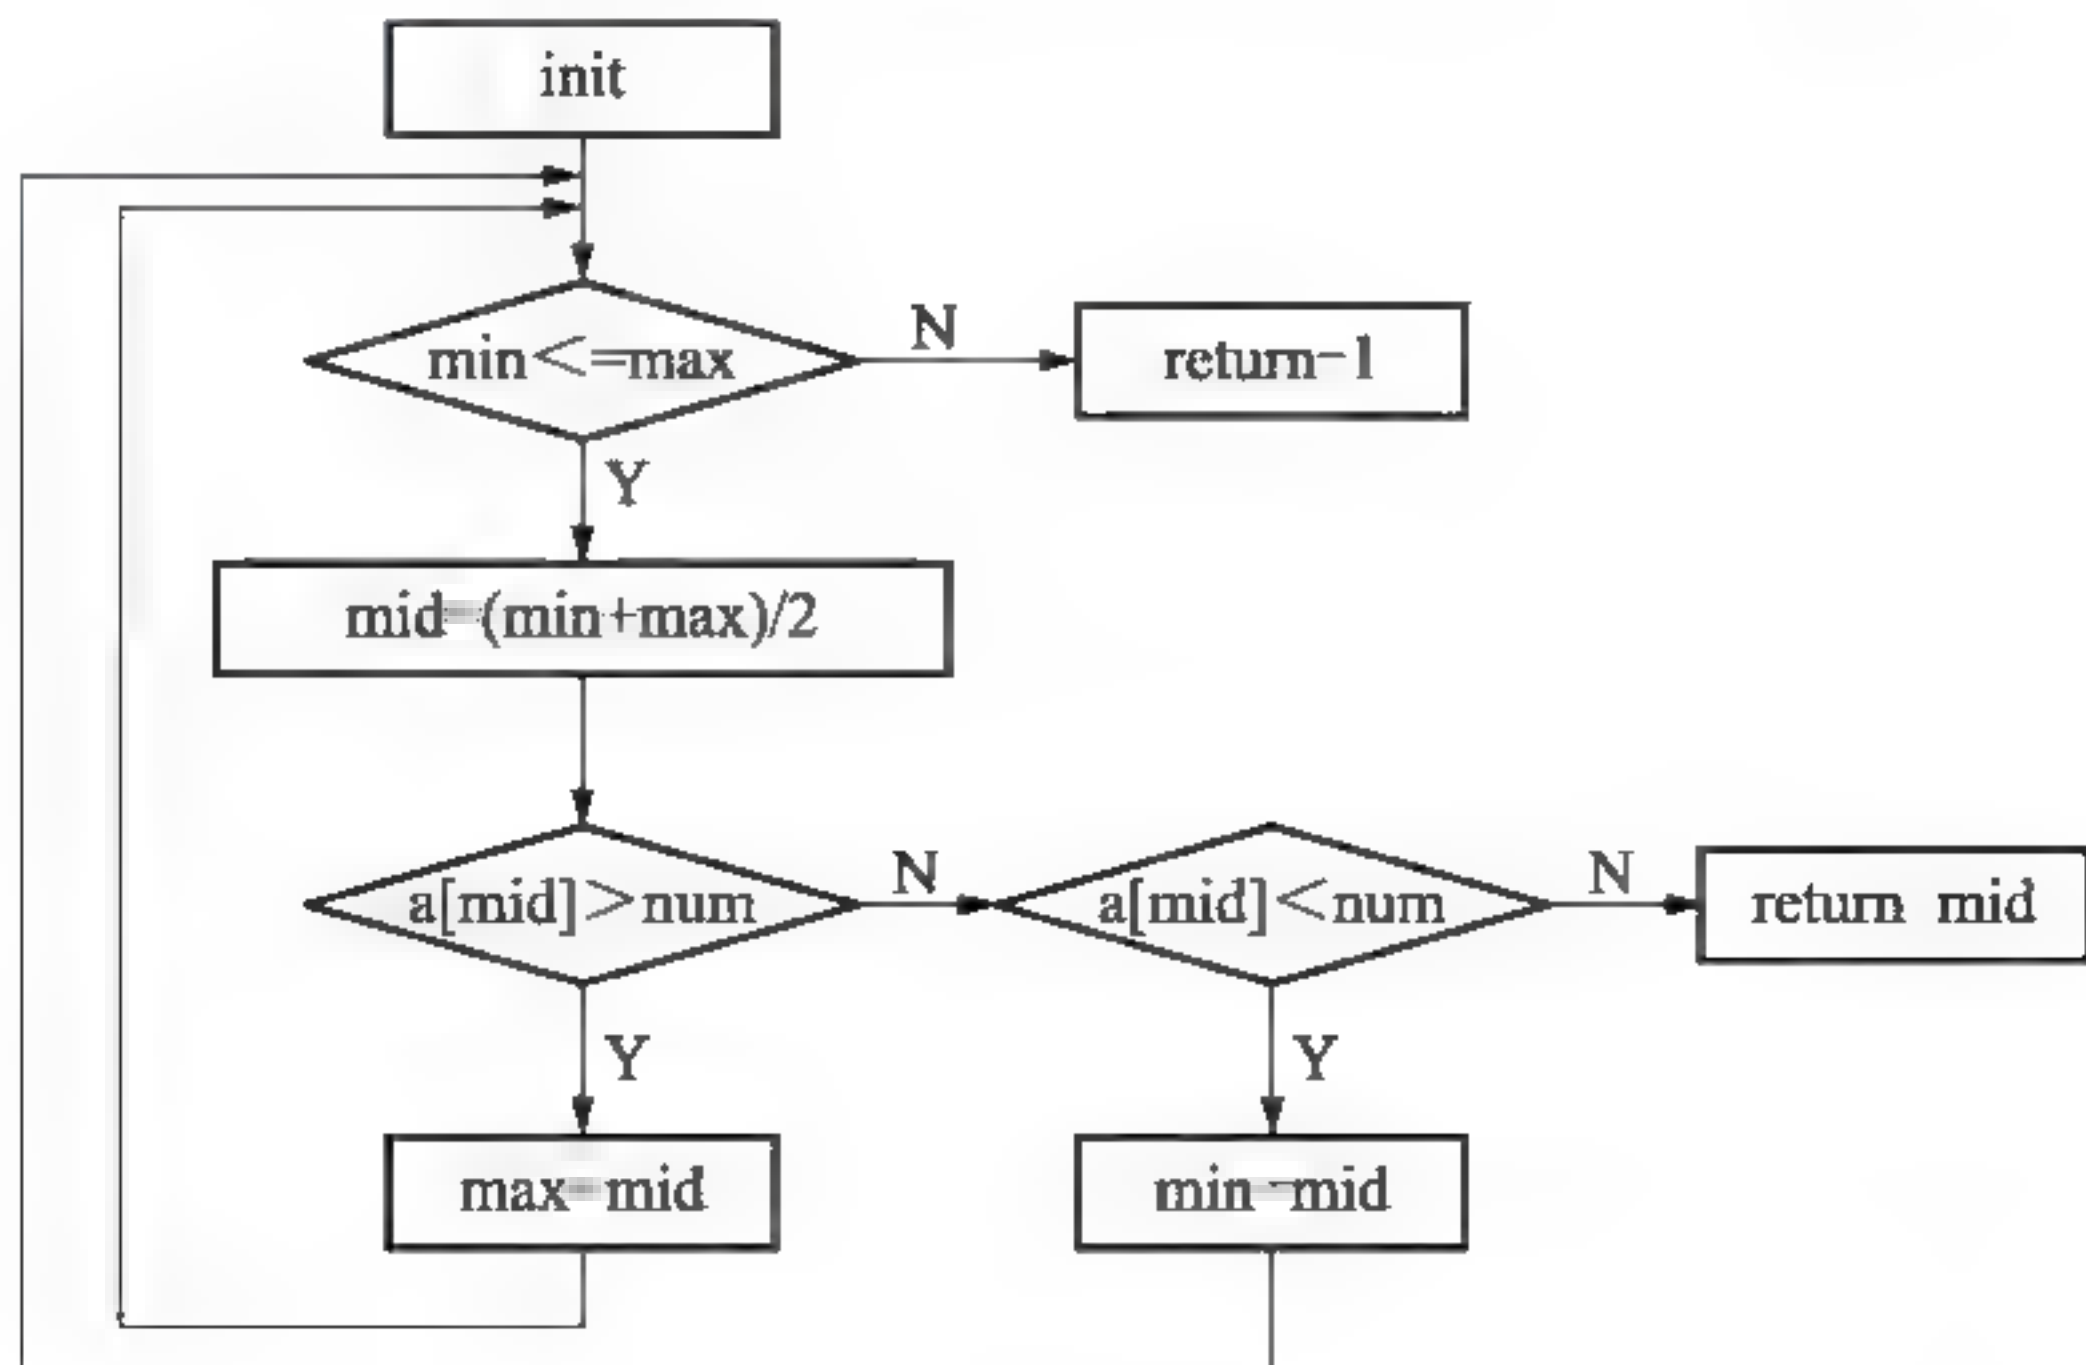 init
min<=max
N
return-1
Y
mid=(min+max)/2
a[mid]>num
N
a[mid]<num
N
return mid
Y
Y
max=mid
min=mid